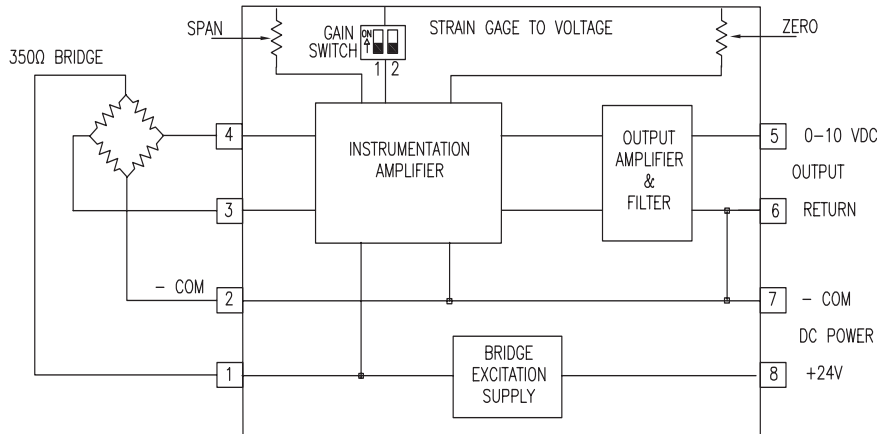 SPAN
GAIN
SWITCH
ON
1 2
STRAIN GAGE TO VOLTAGE
ZERO
350Ω BRIDGE
4
INSTRUMENTATION
AMPLIFIER
OUTPUT
AMPLIFIER
&
FILTER
5 0-10 VDC
OUTPUT
3
6 RETURN
- COM
2
7 - COM
DC POWER
1
BRIDGE
EXCITATION
SUPPLY
8 +24V